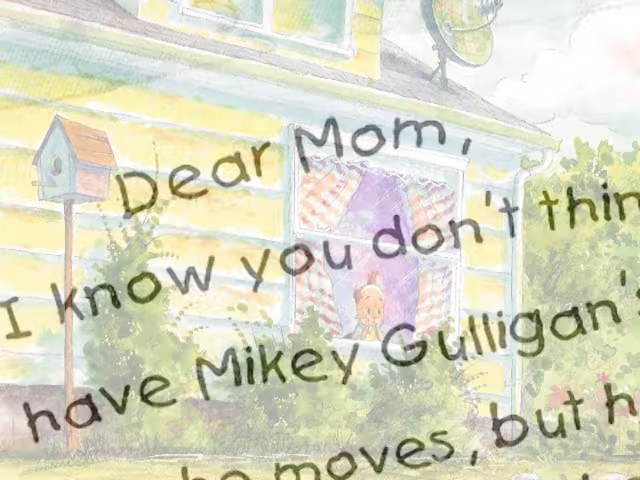 Dear Mom,
I know you don't thin
have Mikey Gulligan's
he moves, but h